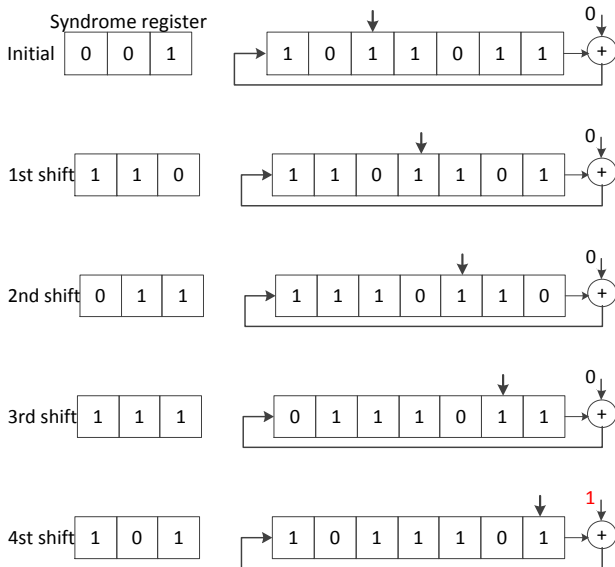 Syndrome register
0
Initial 0 0 1 1 0 1 1 0 1 1 +
0
1st shift 1 1 0 1 1 0 1 1 0 1 +
0
2nd shift 0 1 1 1 1 1 0 1 1 0 +
0
3rd shift 1 1 1 0 1 1 1 0 1 1 +
1
4st shift 1 0 1 1 0 1 1 1 0 1 +